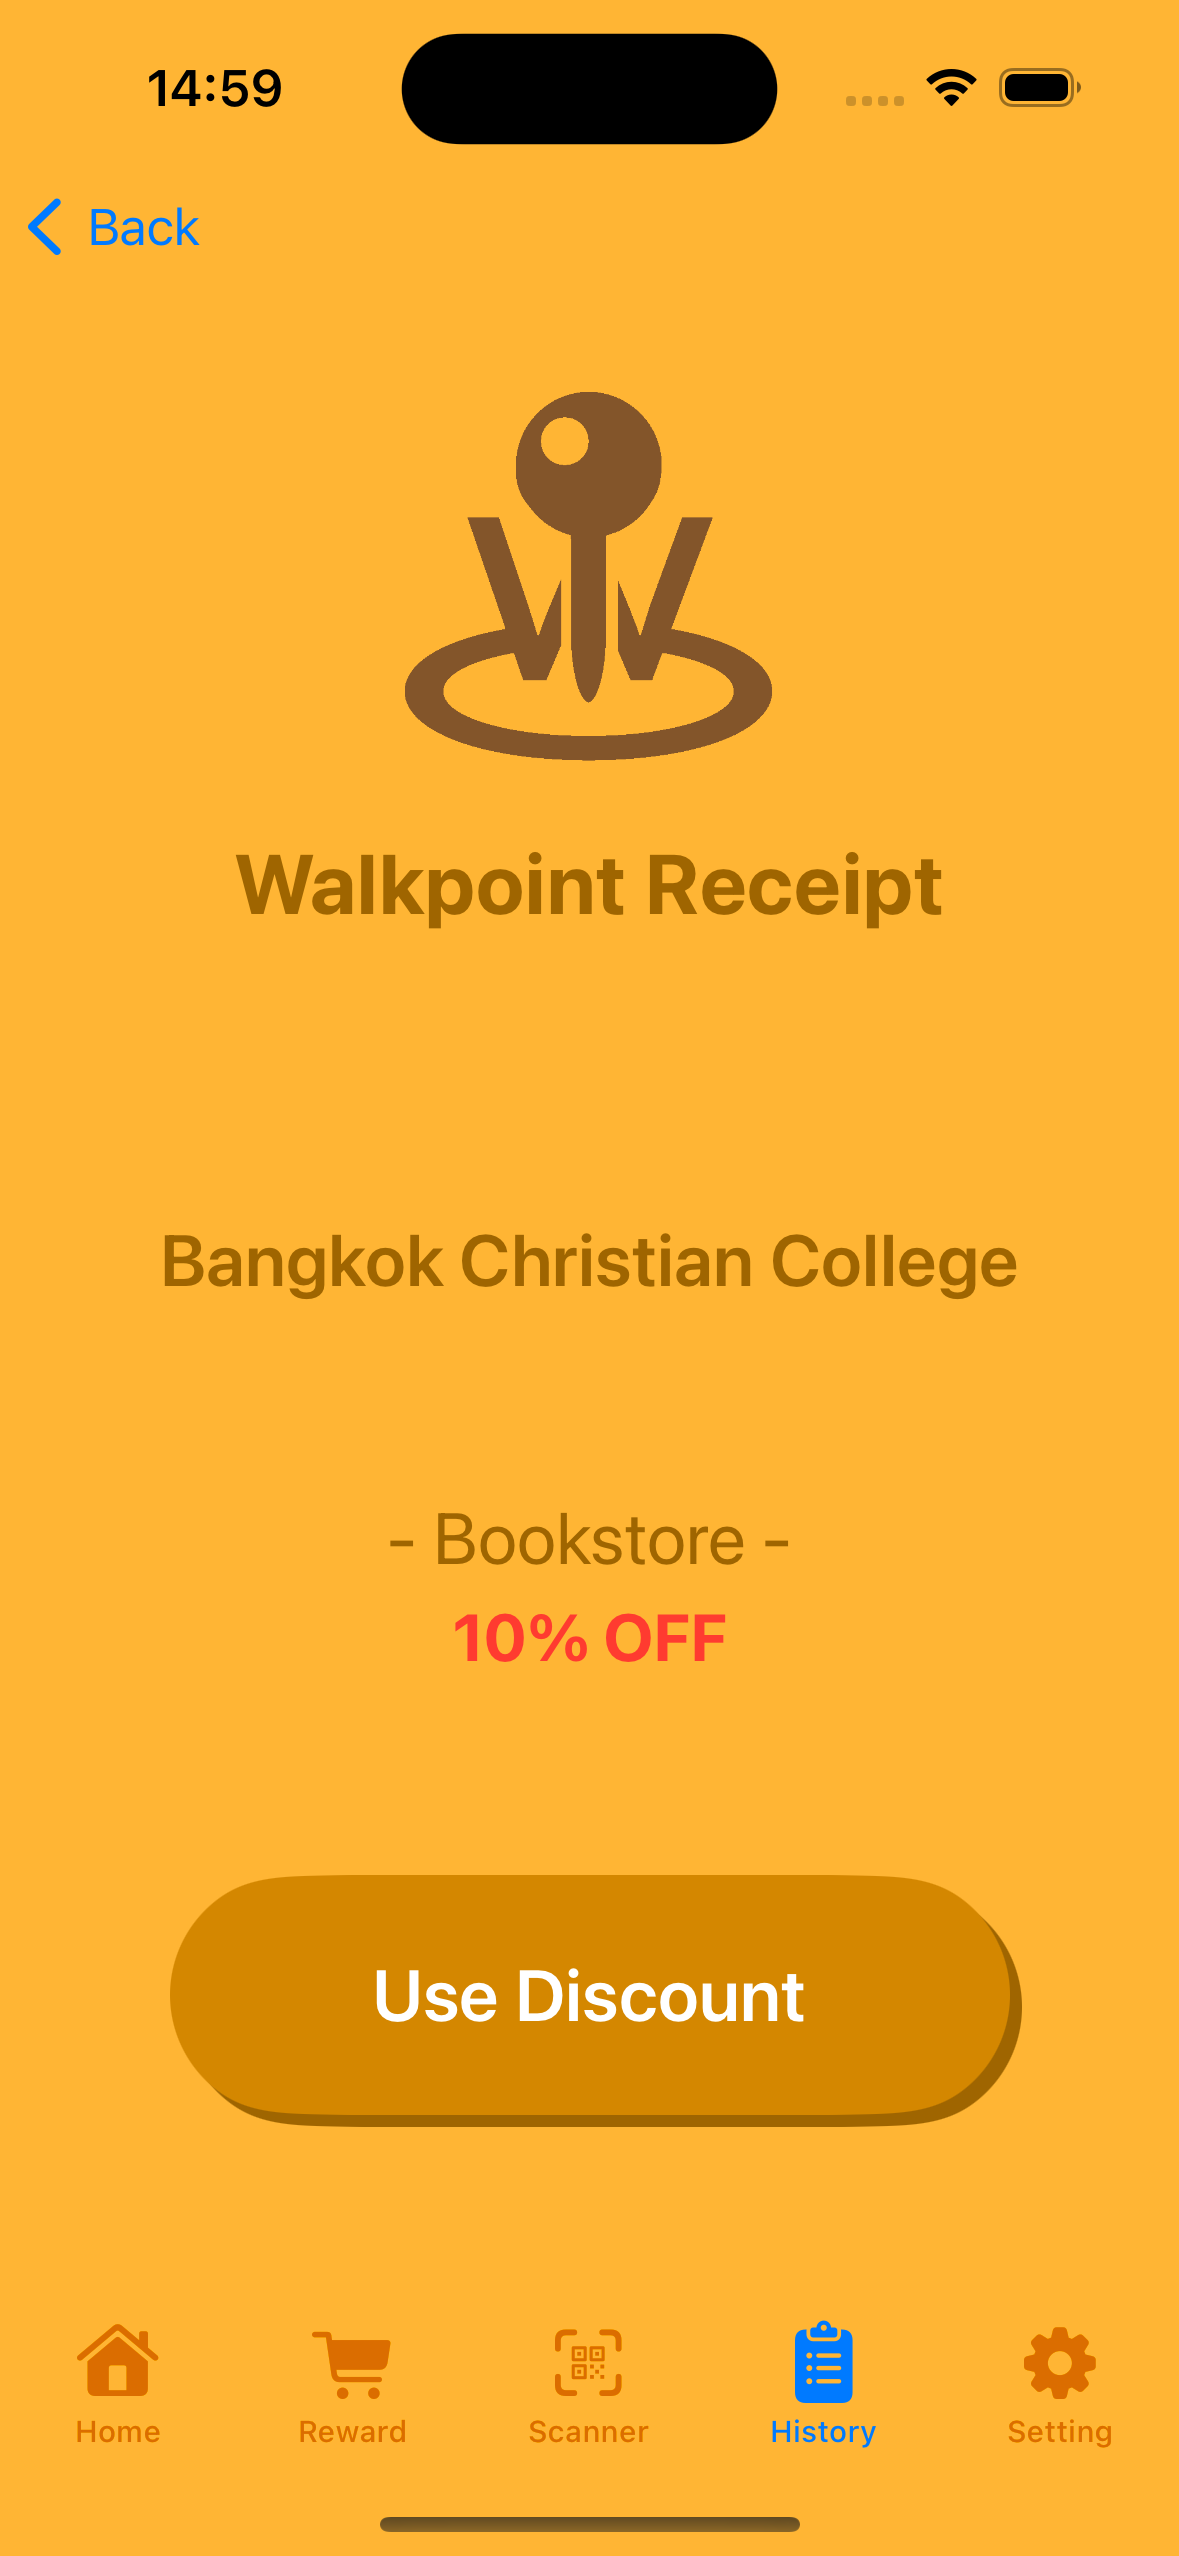 14:59
Back
Walkpoint Receipt
Bangkok Christian College
- Bookstore -
10% OFF
Use Discount
Home
Reward
Scanner
History
Setting